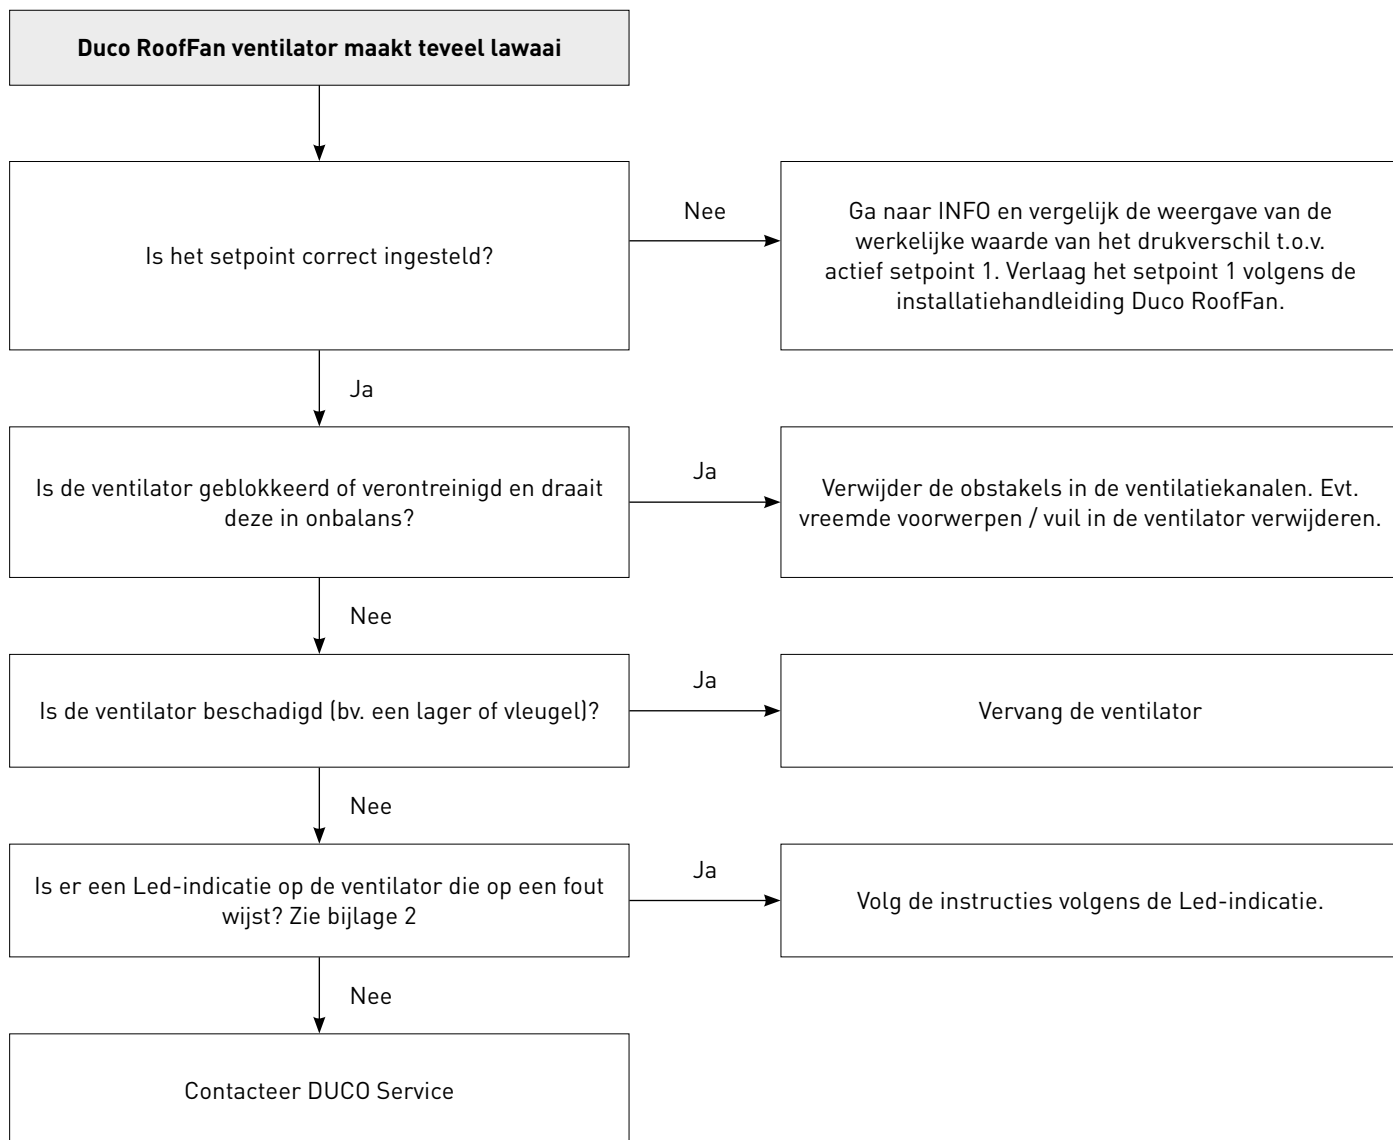 Duco RoofFan ventilator maakt teveel lawaai
Is het setpoint correct ingesteld?
Nee
Ga naar INFO en vergelijk de weergave van de
werkelijke waarde van het drukverschil t.o.v.
actief setpoint 1. Verlaag het setpoint 1 volgens de
installatiehandleiding Duco RoofFan.
Ja
Is de ventilator geblokkeerd of verontreinigd en draait
deze in onbalans?
Ja
Verwijder de obstakels in de ventilatiekanalen. Evt.
vreemde voorwerpen / vuil in de ventilator verwijderen.
Nee
Is de ventilator beschadigd (bv. een lager of vleugel)?
Ja
Vervang de ventilator
Nee
Is er een Led-indicatie op de ventilator die op een fout
wijst? Zie bijlage 2
Ja
Volg de instructies volgens de Led-indicatie.
Nee
Contacteer DUCO Service